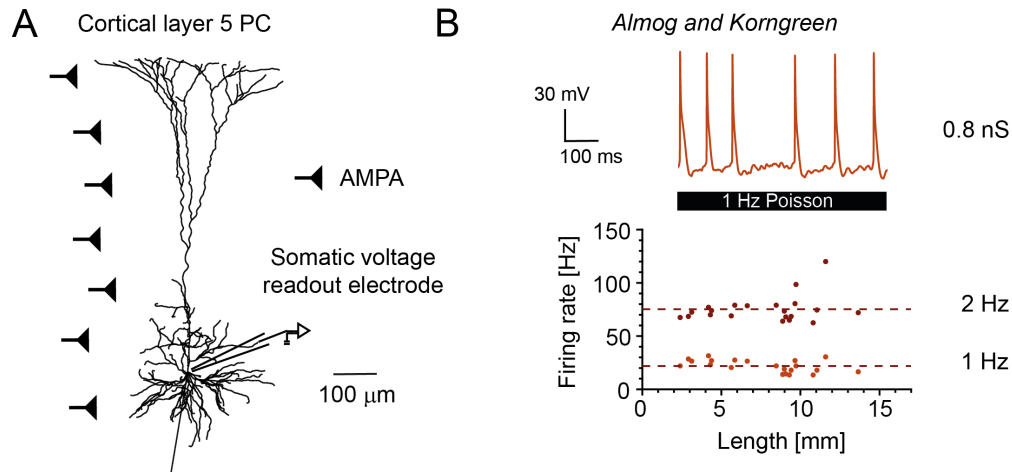 A
Cortical layer 5 PC
AMPA
Somatic voltage
readout electrode
100 μm
B
Almog and Korngreen
30 mV
100 ms
0.8 nS
1 Hz Poisson
Firing rate [Hz]
150
100
50
0
2 Hz
1 Hz
0 5 10 15
Length [mm]